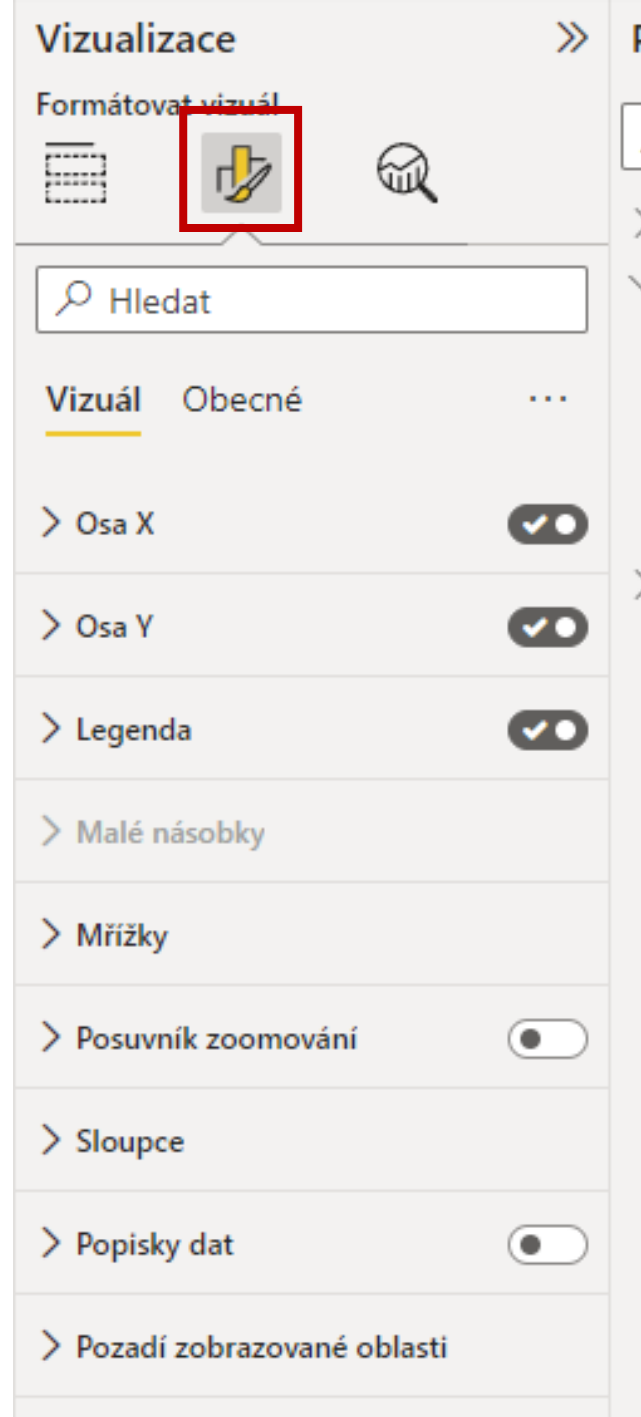 Vizualizace
Formátovat vizuál
Hledat
Vizuál Obecné
Osa X
Osa Y
Legenda
Malé násobky
Mřížky
Posuvník zoomování
Sloupce
Popisky dat
Pozadí zobrazované oblasti